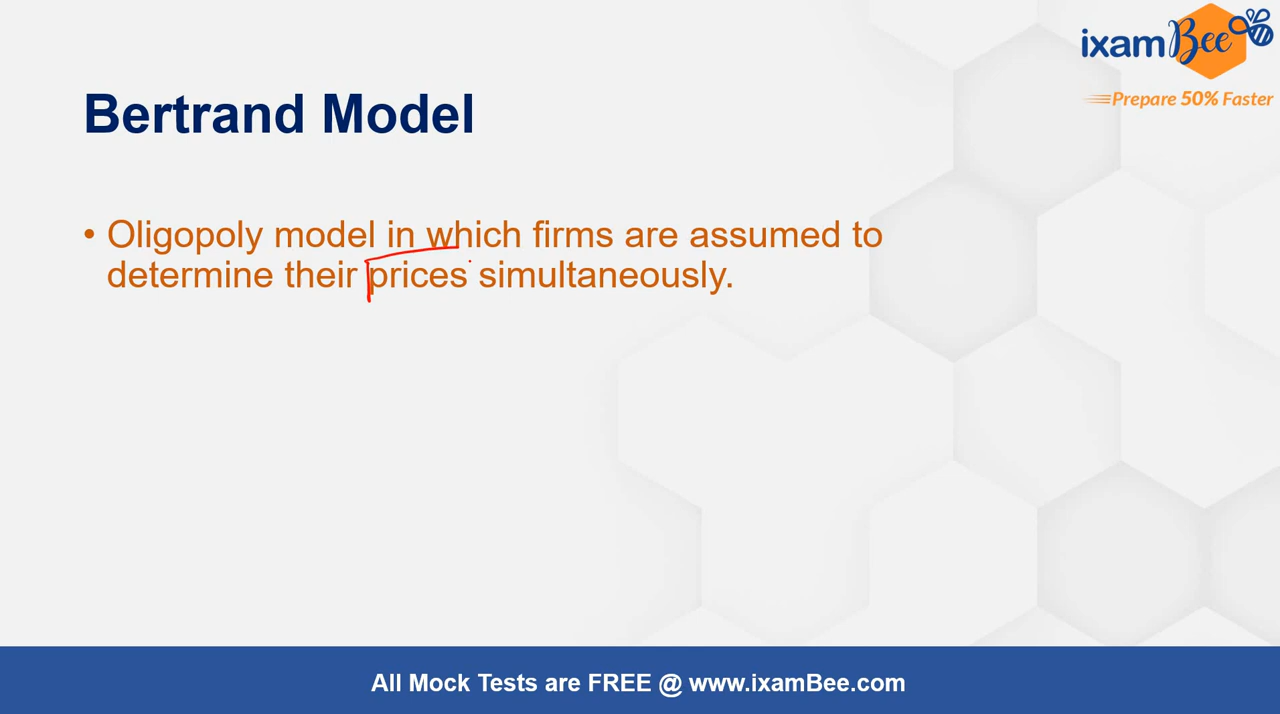 ixamBee
Prepare 50% Faster
Bertrand Model
• Oligopoly model in which firms are assumed to
determine their prices simultaneously.
All Mock Tests are FREE @ www.ixamBee.com